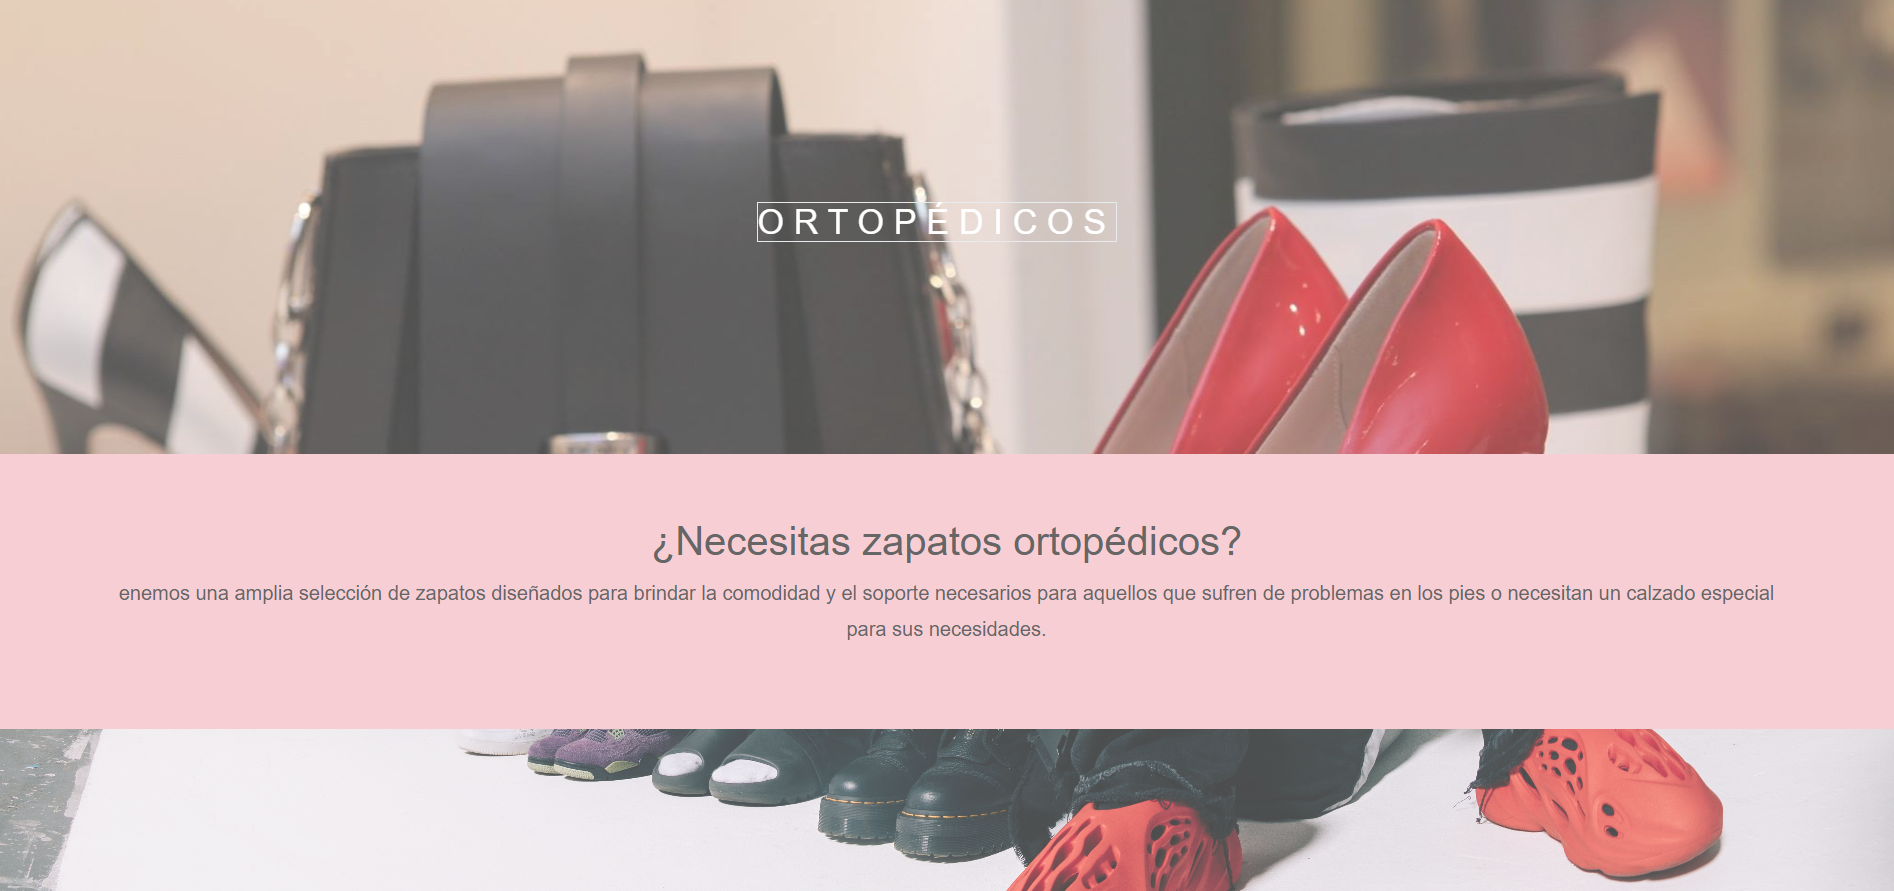 ORTOPÉDICOS
¿Necesitas zapatos ortopédicos?
enemos una amplia selección de zapatos diseñados para brindar la comodidad y el soporte necesarios para aquellos que sufren de problemas en los pies o necesitan un calzado especial
para sus necesidades.